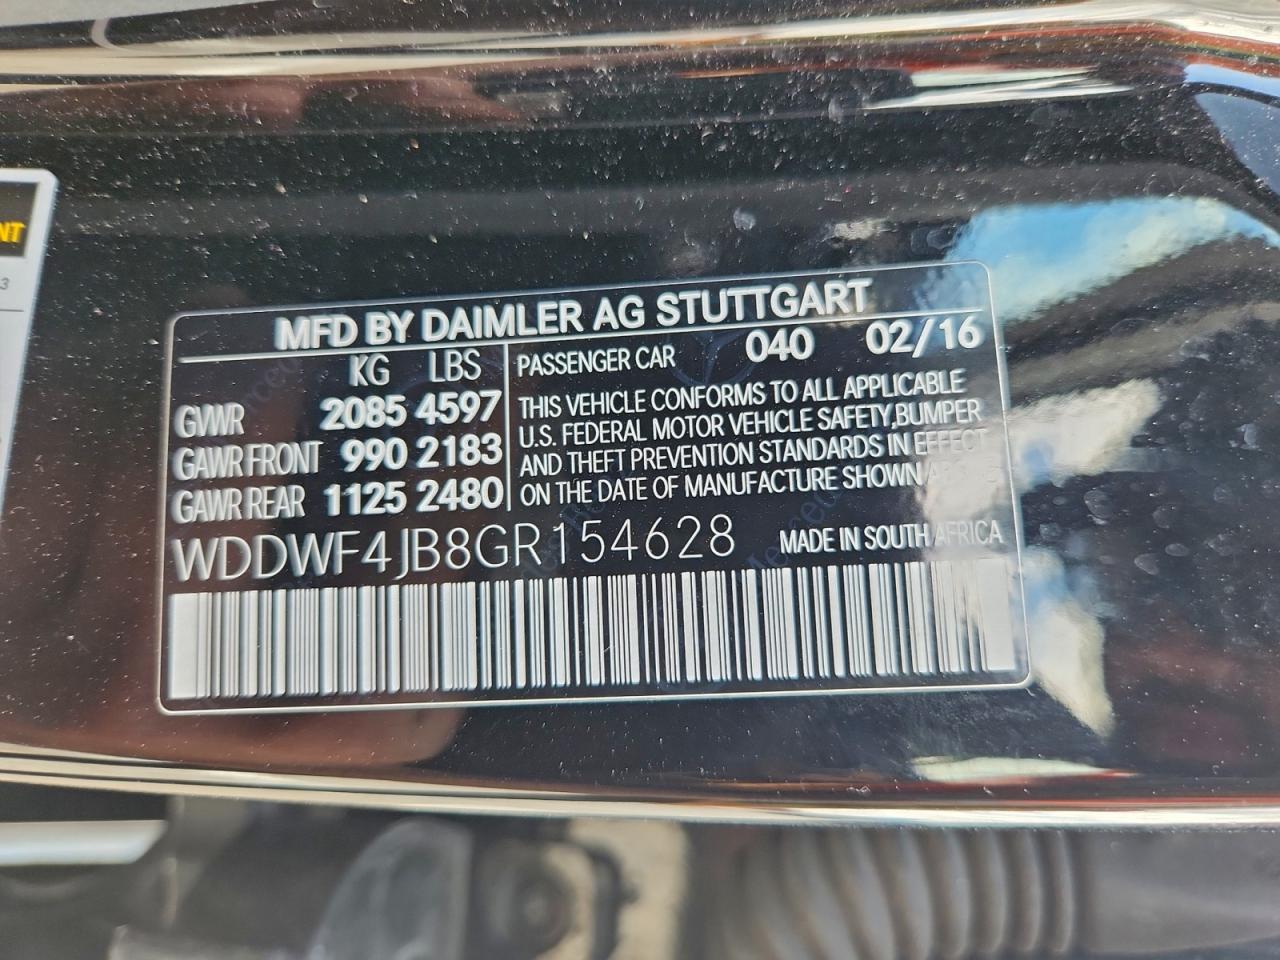 NT
3
MFD BY DAIMLER AG STUTTGART
KG LBS PASSENGER CAR 040 02/16
GVWR 2085 4597
GAWR FRONT 990 2183
GAWR REAR 1125 2480
THIS VEHICLE CONFORMS TO ALL APPLICABLE
U.S. FEDERAL MOTOR VEHICLE SAFETY,BUMPER
AND THEFT PREVENTION STANDARDS IN EFFECT
ON THE DATE OF MANUFACTURE SHOWN
WDDWF4JB8GR154628 MADE IN SOUTH AFRICA